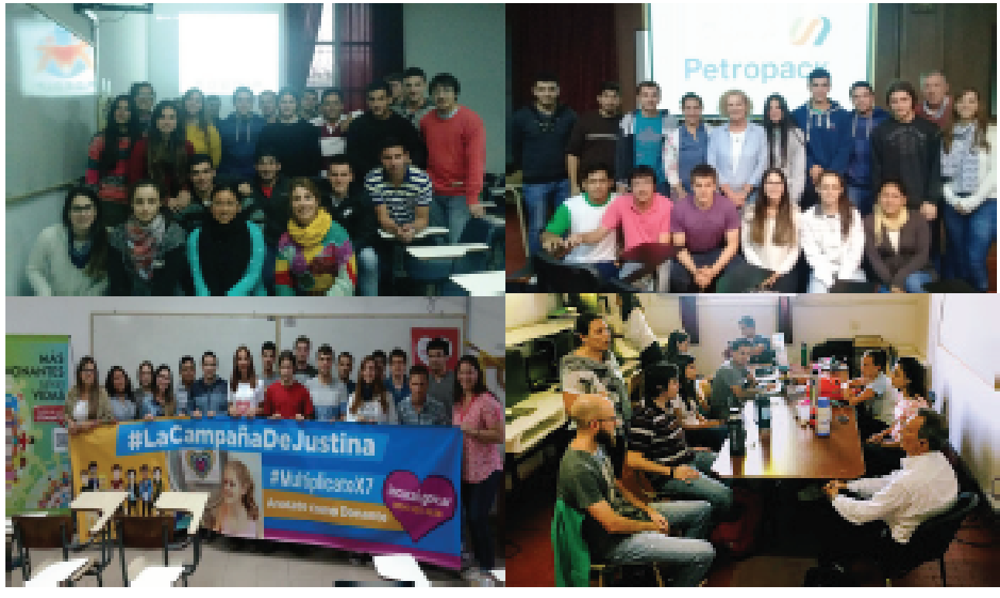 Petropack
MÁS
DONANTES
VIDAS
#LaCampañaDeJustina
#MultiplicateX7
Anotate como Donante